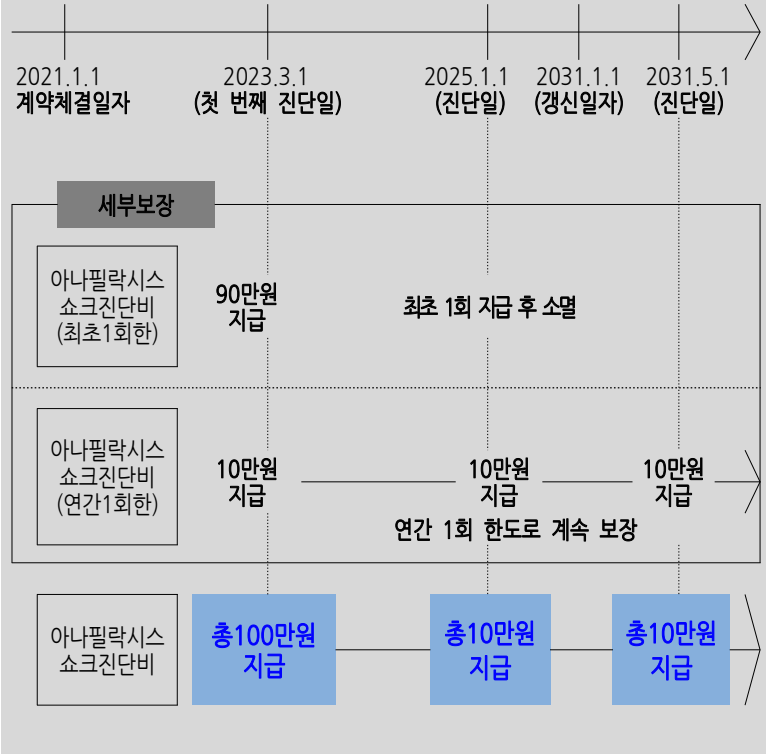 2021.1.1
계약체결일자
2023.3.1
(첫 번째 진단일)
2025.1.1
(진단일)
2031.1.1
(갱신일자)
2031.5.1
(진단일)
세부보장
아나필락시스
쇼크진단비
(최초1회한)
90만원
지급
최초 1회 지급 후 소멸
아나필락시스
쇼크진단비
(연간1회한)
10만원
지급
10만원
지급
10만원
지급
연간 1회 한도로 계속 보장
아나필락시스
쇼크진단비
총100만원
지급
총10만원
지급
총10만원
지급